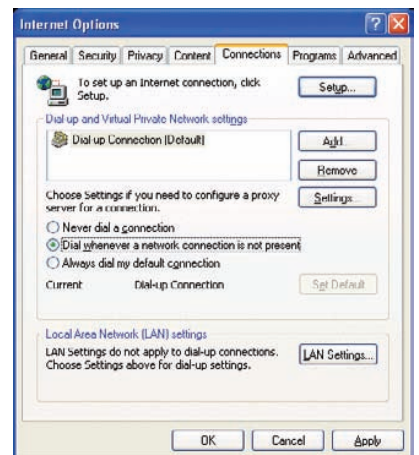 Internet Options
General Security Privacy Content Connections Programs Advanced
To set up an Internet connection, click
Setup.
Setup...
Dial-up and Virtual Private Network settings
Dial-up Connection (Default)
Add...
Remove
Choose Settings if you need to configure a proxy
server for a connection.
Settings...
Never dial a connection
Dial whenever a network connection is not present
Always dial my default connection
Current Dial-up Connection
Set Default
Local Area Network (LAN) settings
LAN Settings do not apply to dial-up connections.
Choose Settings above for dial-up settings.
LAN Settings...
OK Cancel Apply